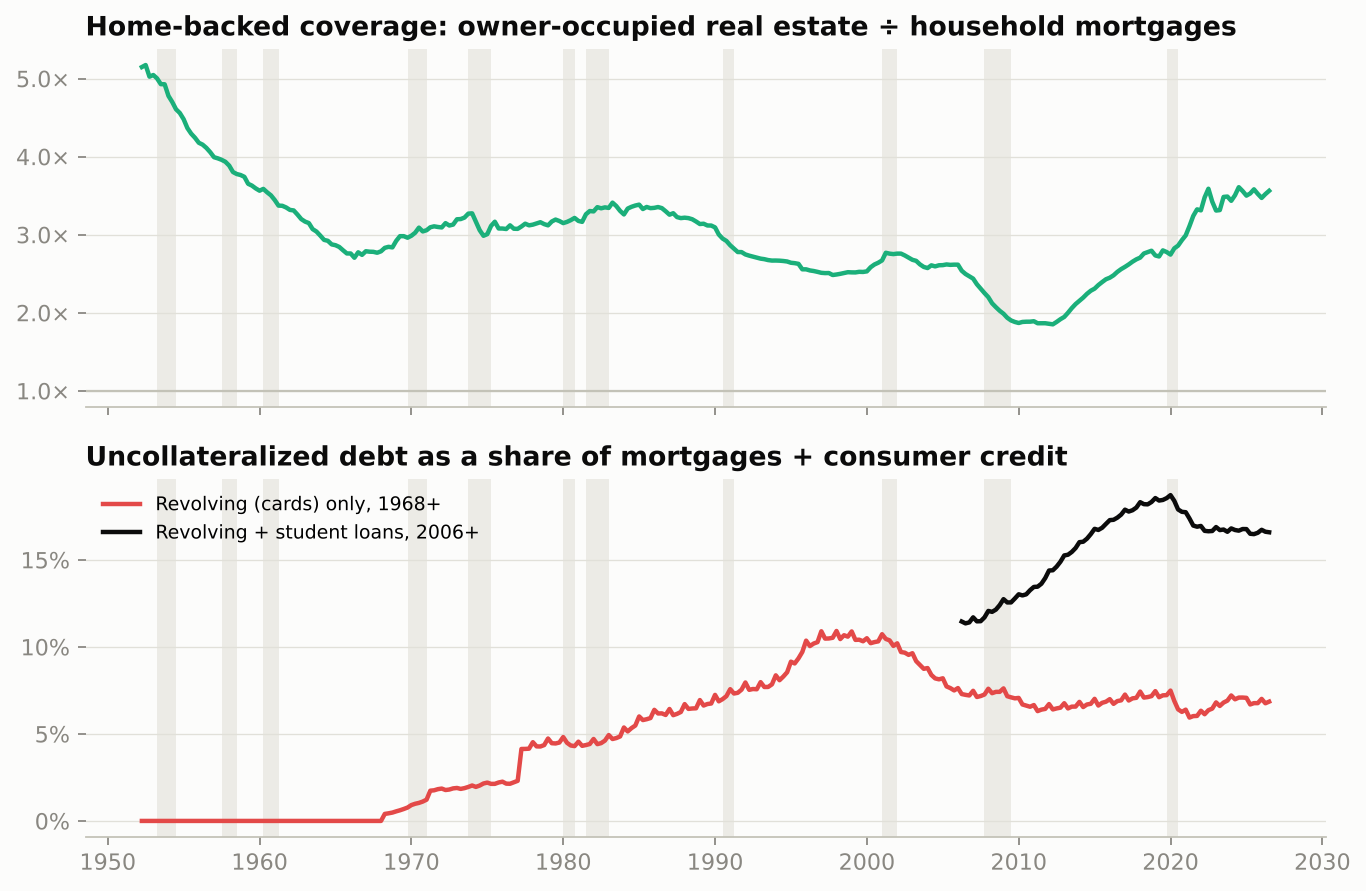 Home-backed coverage: owner-occupied real estate ÷ household mortgages
5.0×
4.0×
3.0×
2.0×
1.0×
Uncollateralized debt as a share of mortgages + consumer credit
Revolving (cards) only, 1968+
Revolving + student loans, 2006+
15%
10%
5%
0%
1950 1960 1970 1980 1990 2000 2010 2020 2030